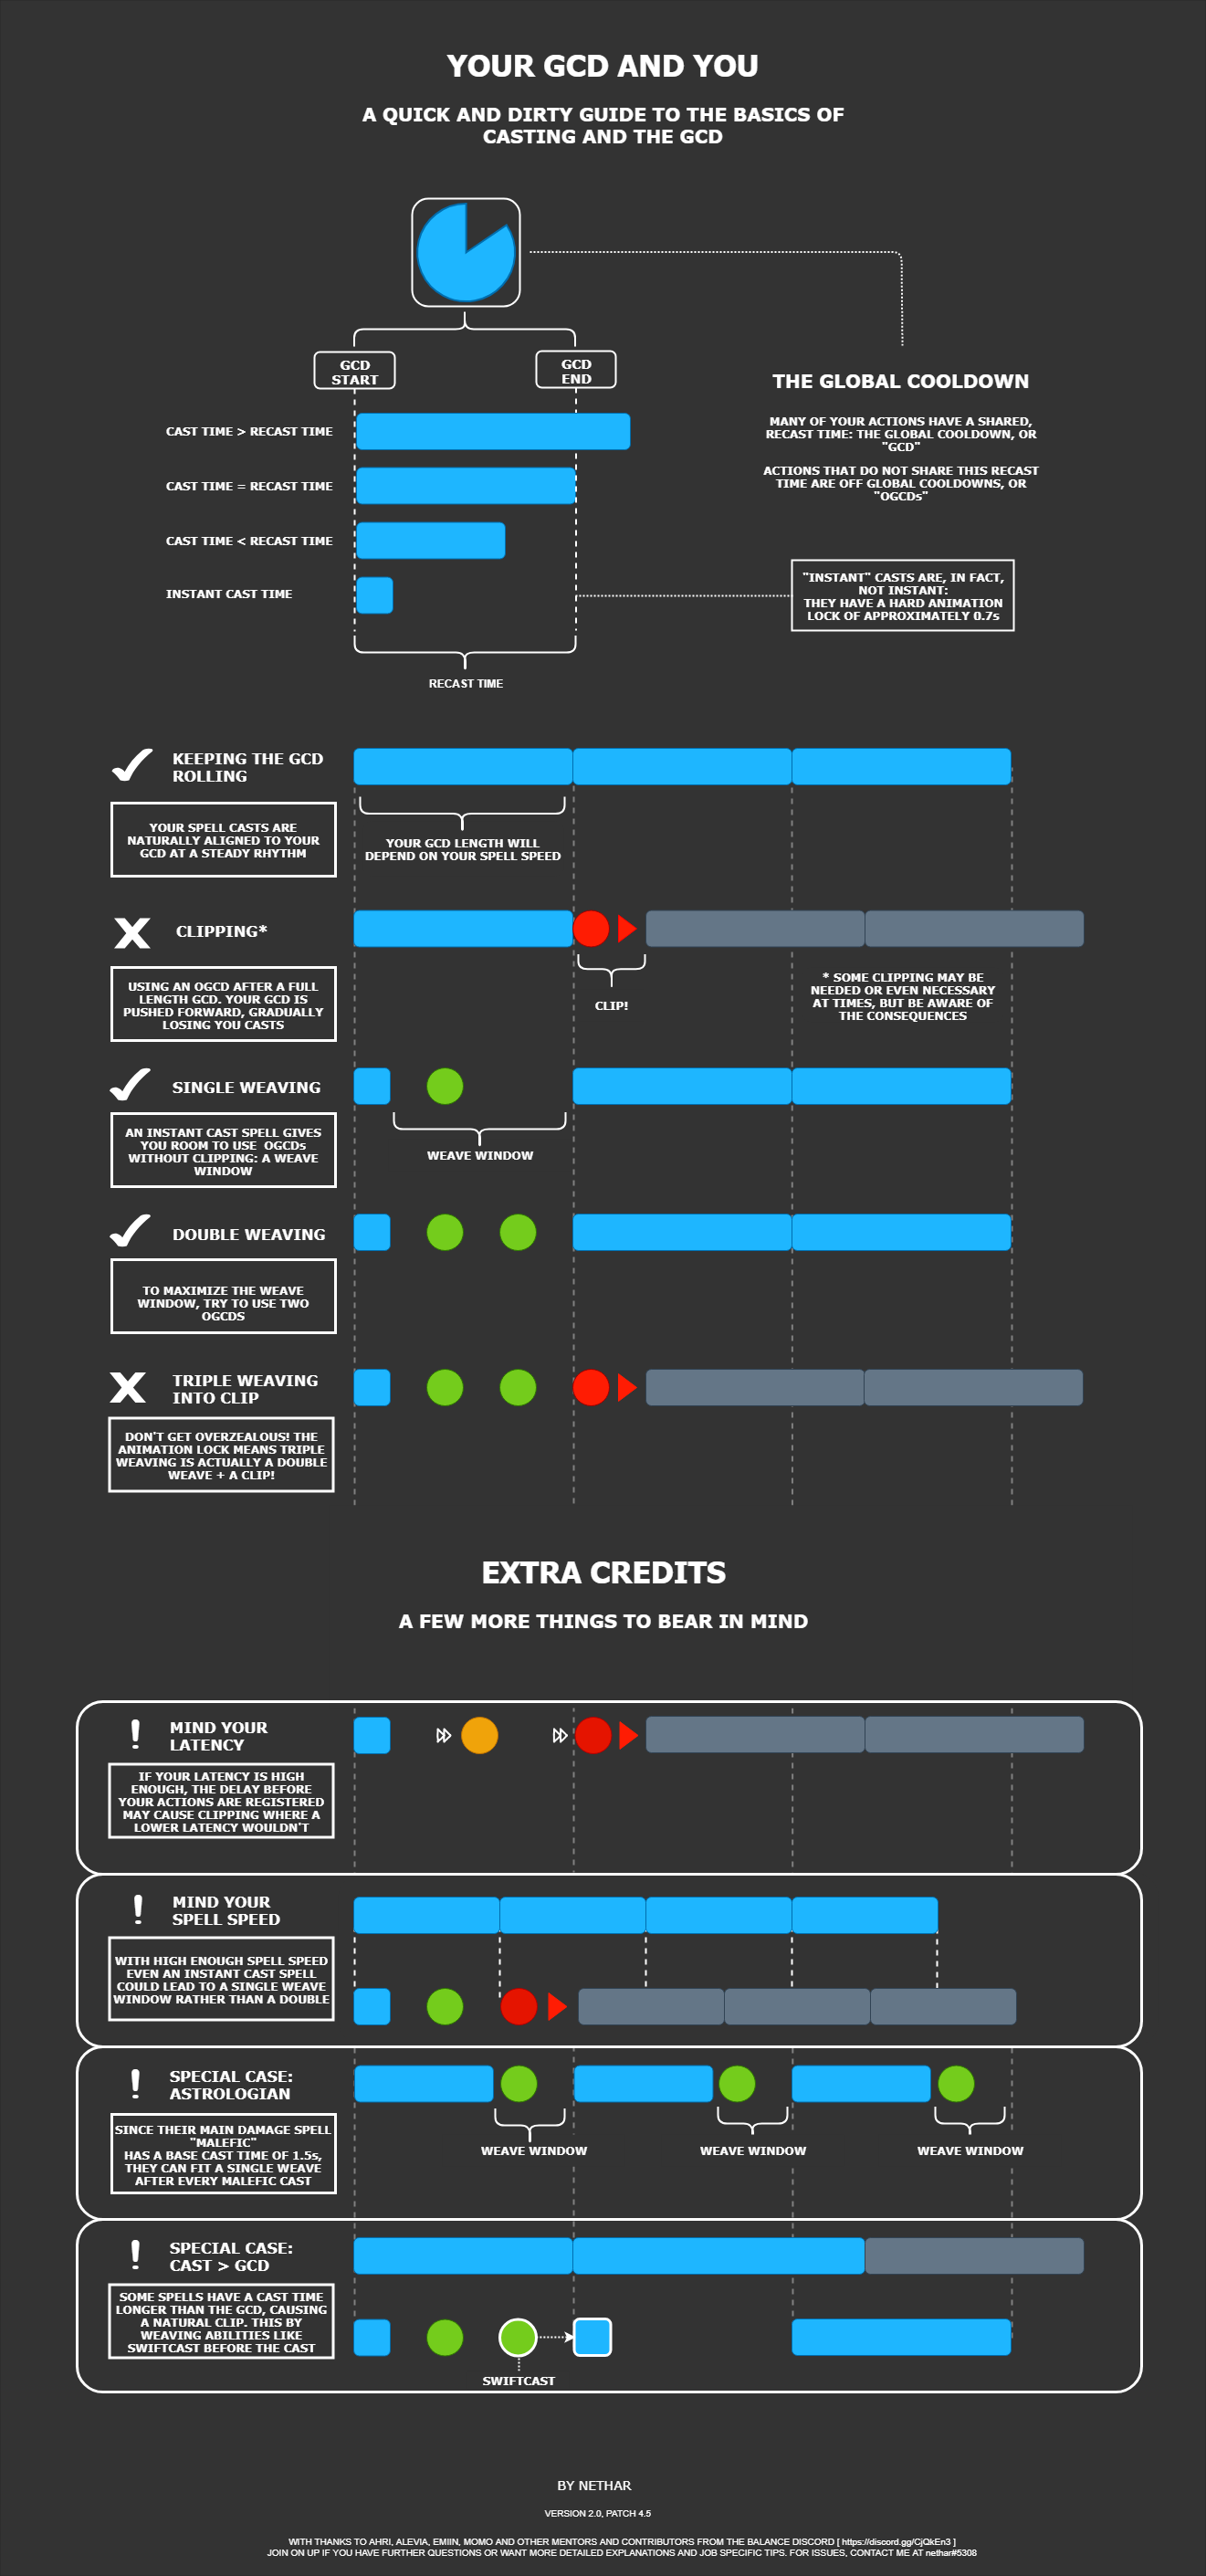 YOUR GCD AND YOU
A QUICK AND DIRTY GUIDE TO THE BASICS OF
CASTING AND THE GCD
GCD
START
GCD
END
CAST TIME > RECAST TIME
CAST TIME = RECAST TIME
CAST TIME < RECAST TIME
INSTANT CAST TIME
RECAST TIME
THE GLOBAL COOLDOWN
MANY OF YOUR ACTIONS HAVE A SHARED,
RECAST TIME: THE GLOBAL COOLDOWN, OR
"GCD"
ACTIONS THAT DO NOT SHARE THIS RECAST
TIME ARE OFF GLOBAL COOLDOWNS, OR
"OGCDs"
"INSTANT" CASTS ARE, IN FACT,
NOT INSTANT:
THEY HAVE A HARD ANIMATION
LOCK OF APPROXIMATELY 0.7s
KEEPING THE GCD
ROLLING
YOUR SPELL CASTS ARE
NATURALLY ALIGNED TO YOUR
GCD AT A STEADY RHYTHM
YOUR GCD LENGTH WILL
DEPEND ON YOUR SPELL SPEED
CLIPPING*
USING AN OGCD AFTER A FULL
LENGTH GCD. YOUR GCD IS
PUSHED FORWARD, GRADUALLY
LOSING YOU CASTS
CLIP!
* SOME CLIPPING MAY BE
NEEDED OR EVEN NECESSARY
AT TIMES, BUT BE AWARE OF
THE CONSEQUENCES
SINGLE WEAVING
AN INSTANT CAST SPELL GIVES
YOU ROOM TO USE OGCDs
WITHOUT CLIPPING: A WEAVE
WINDOW
WEAVE WINDOW
DOUBLE WEAVING
TO MAXIMIZE THE WEAVE
WINDOW, TRY TO USE TWO
OGCDS
TRIPLE WEAVING
INTO CLIP
DON'T GET OVERZEALOUS! THE
ANIMATION LOCK MEANS TRIPLE
WEAVING IS ACTUALLY A DOUBLE
WEAVE + A CLIP!
EXTRA CREDITS
A FEW MORE THINGS TO BEAR IN MIND
! MIND YOUR
LATENCY
IF YOUR LATENCY IS HIGH
ENOUGH, THE DELAY BEFORE
YOUR ACTIONS ARE REGISTERED
MAY CAUSE CLIPPING WHERE A
LOWER LATENCY WOULDN'T
! MIND YOUR
SPELL SPEED
WITH HIGH ENOUGH SPELL SPEED
EVEN AN INSTANT CAST SPELL
COULD LEAD TO A SINGLE WEAVE
WINDOW RATHER THAN A DOUBLE
! SPECIAL CASE:
ASTROLOGIAN
SINCE THEIR MAIN DAMAGE SPELL
"MALEFIC"
HAS A BASE CAST TIME OF 1.5s,
THEY CAN FIT A SINGLE WEAVE
AFTER EVERY MALEFIC CAST
WEAVE WINDOW
WEAVE WINDOW
WEAVE WINDOW
! SPECIAL CASE:
CAST > GCD
SOME SPELLS HAVE A CAST TIME
LONGER THAN THE GCD, CAUSING
A NATURAL CLIP. THIS BY
WEAVING ABILITIES LIKE
SWIFTCAST BEFORE THE CAST
SWIFTCAST
BY NETHAR
VERSION 2.0, PATCH 4.5
WITH THANKS TO AHRI, ALEVIA, EMIIN, MOMO AND OTHER MENTORS AND CONTRIBUTORS FROM THE BALANCE DISCORD [ https://discord.gg/CjQkEn3 ]
JOIN ON UP IF YOU HAVE FURTHER QUESTIONS OR WANT MORE DETAILED EXPLANATIONS AND JOB SPECIFIC TIPS. FOR ISSUES, CONTACT ME AT nethar#5308